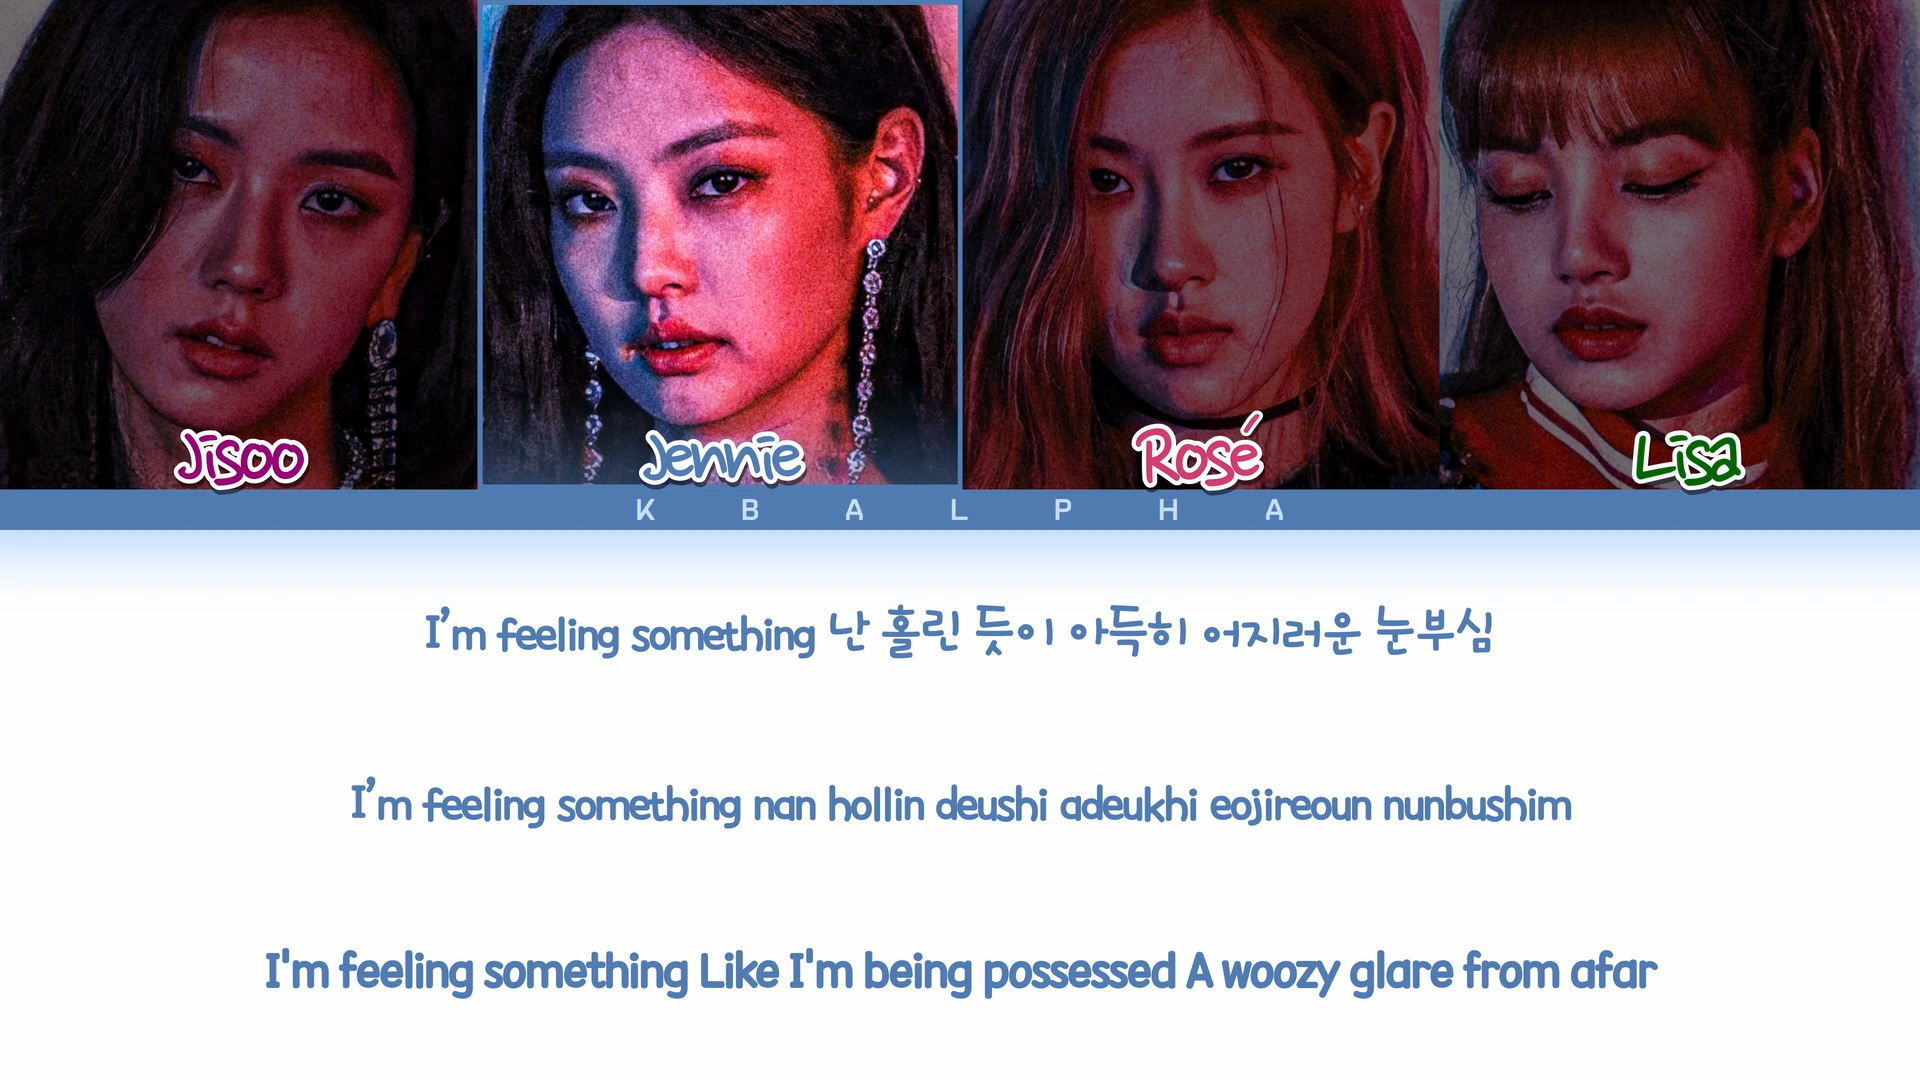 Jisoo Jennie Rosé Lisa
K B A L P H A
I’m feeling something 난 홀린 듯이 아득히 어지러운 눈부심
I’m feeling something nan hollin deushi adeukhi eojireoun nunbushim
I'm feeling something Like I'm being possessed A woozy glare from afar